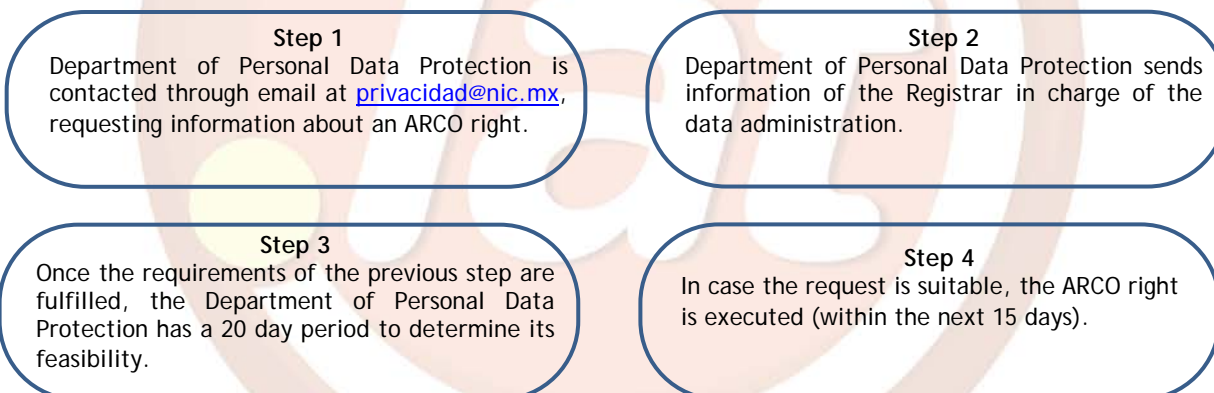 Step 1
Department of Personal Data Protection is
contacted through email at privacidad@nic.mx,
requesting information about an ARCO right.
Step 2
Department of Personal Data Protection sends
information of the Registrar in charge of the
data administration.
Step 3
Once the requirements of the previous step are
fulfilled, the Department of Personal Data
Protection has a 20 day period to determine its
feasibility.
Step 4
In case the request is suitable, the ARCO right
is executed (within the next 15 days).